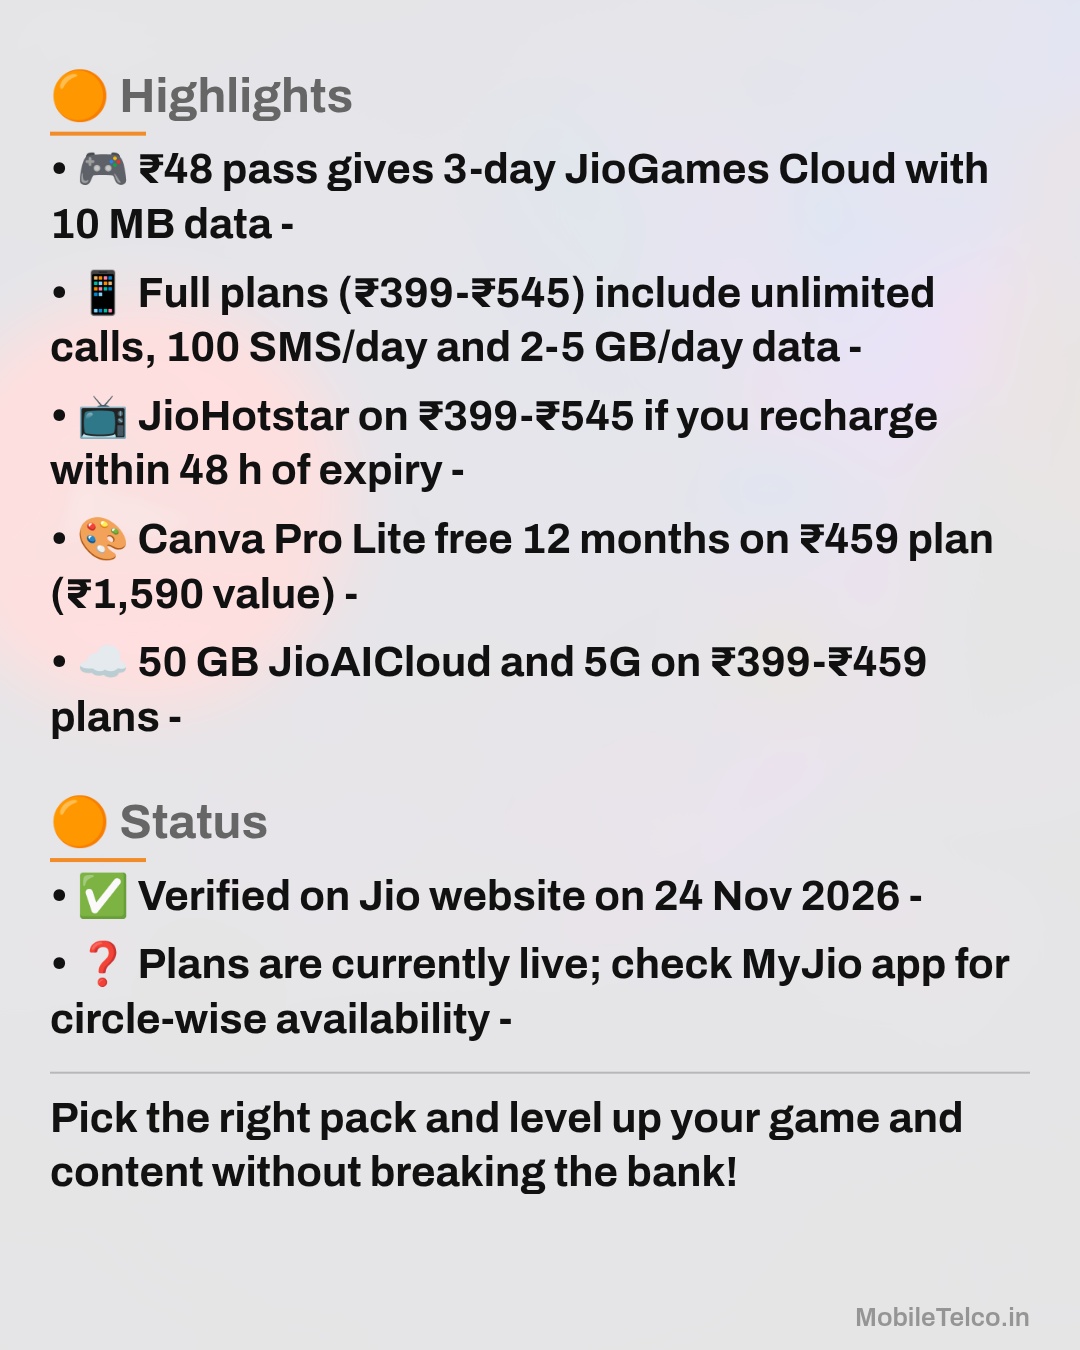 🟠 Highlights
• 🎮 ₹48 pass gives 3-day JioGames Cloud with
10 MB data -
• 📱 Full plans (₹399-₹545) include unlimited
calls, 100 SMS/day and 2-5 GB/day data -
• 📺 JioHotstar on ₹399-₹545 if you recharge
within 48 h of expiry -
• 🎨 Canva Pro Lite free 12 months on ₹459 plan
(₹1,590 value) -
• ☁️ 50 GB JioAICloud and 5G on ₹399-₹459
plans -
🟠 Status
• ✅ Verified on Jio website on 24 Nov 2026 -
• ❓ Plans are currently live; check MyJio app for
circle-wise availability -
Pick the right pack and level up your game and
content without breaking the bank!
MobileTelco.in